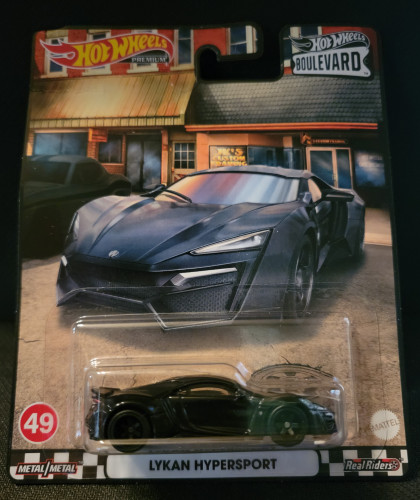 Hot Wheels
PREMIUM
Hot Wheels
BOULEVARD
49
MATTEL
LYKAN HYPERSPORT
METAL/METAL
Real Riders